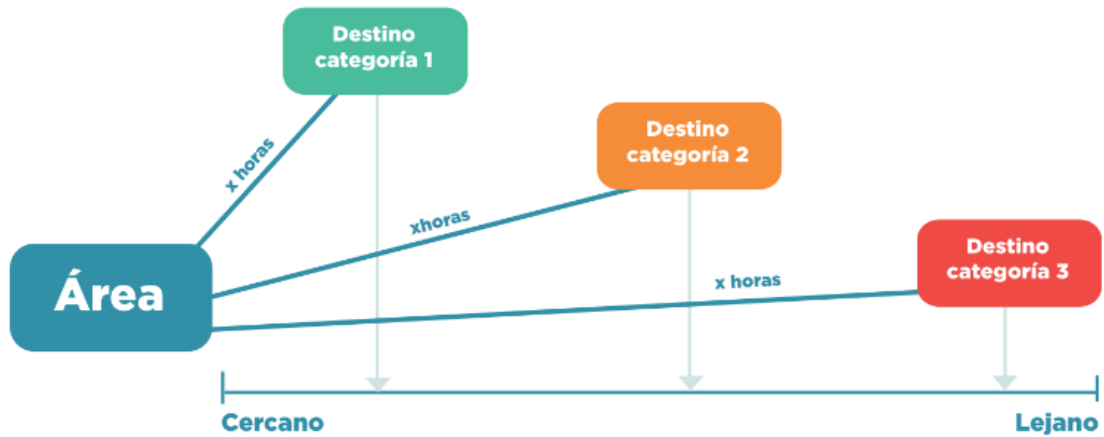 Destino
categoría 1
Destino
categoría 2
Destino
categoría 3
x horas
xhoras
x horas
Área
Cercano
Lejano